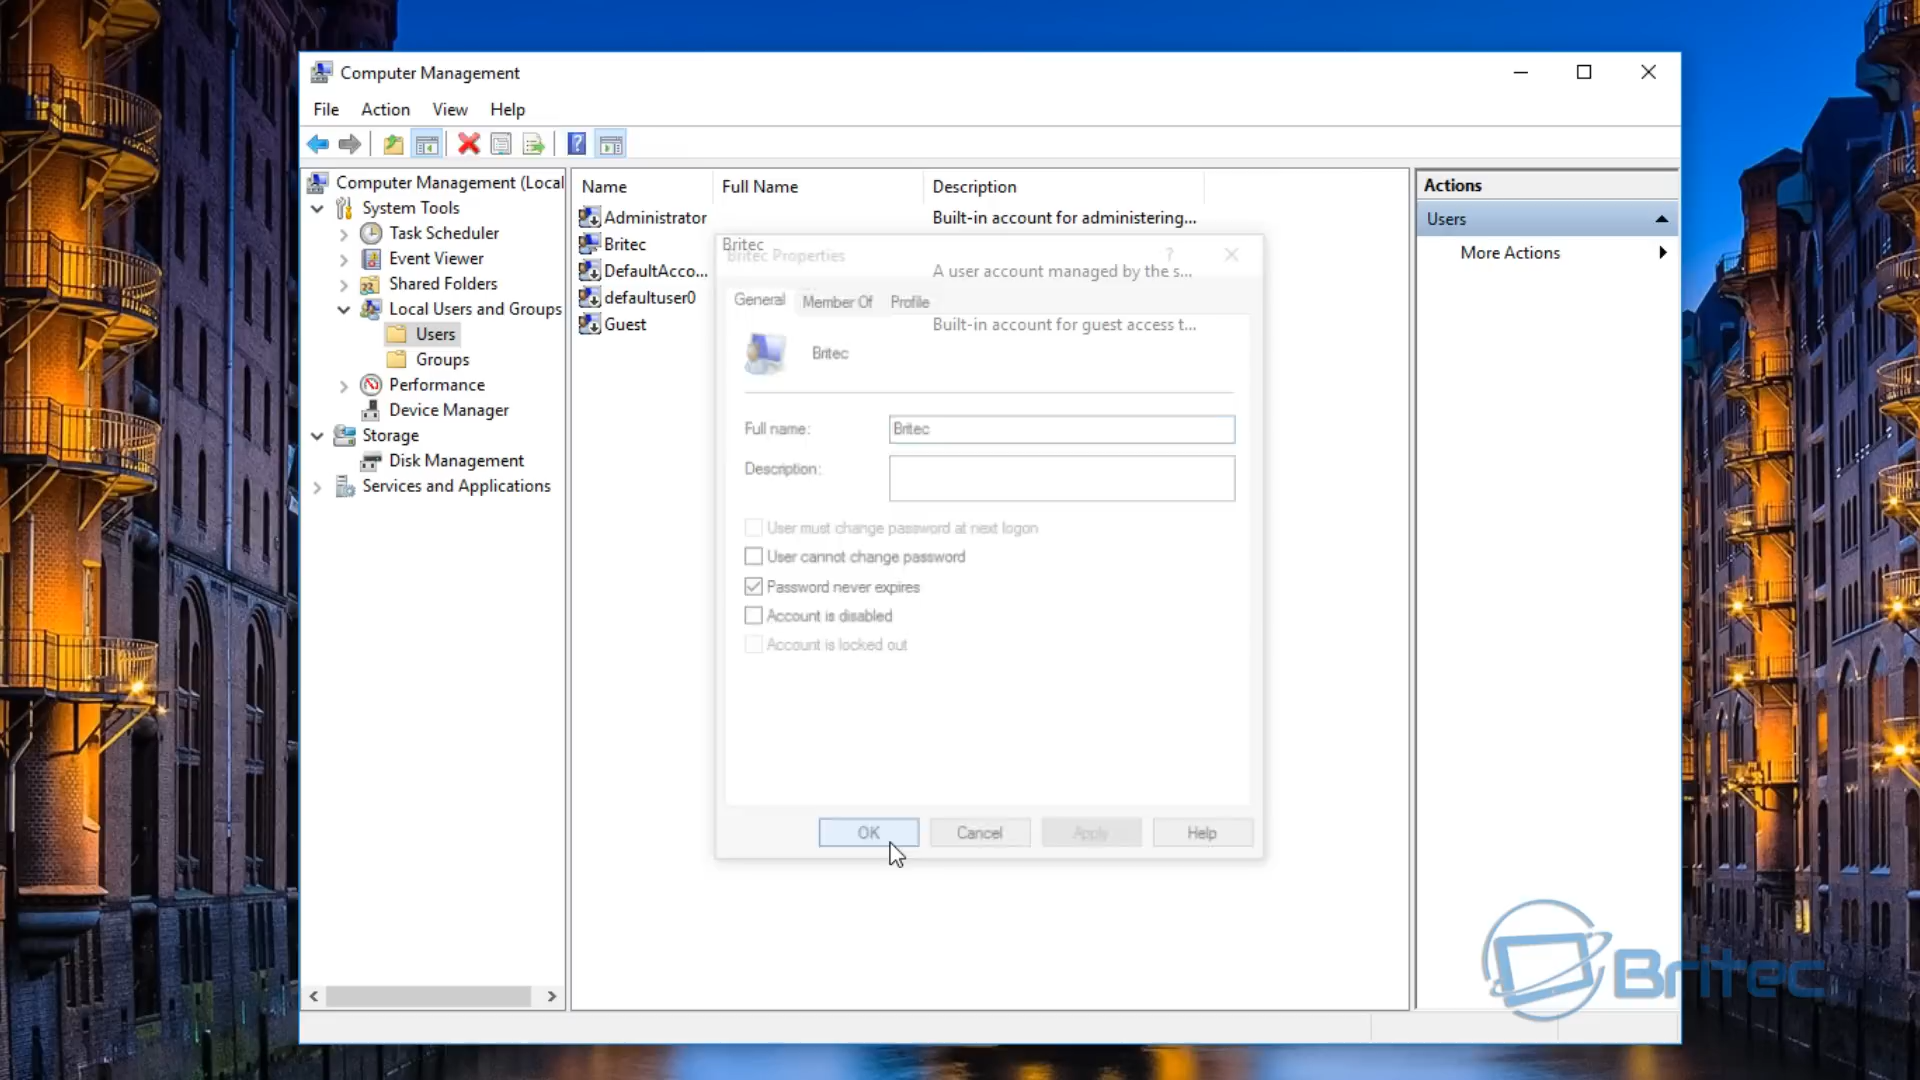 Computer Management
File Action View Help
Computer Management (Local
System Tools
Task Scheduler
Event Viewer
Shared Folders
Local Users and Groups
Users
Groups
Performance
Device Manager
Storage
Disk Management
Services and Applications
Name Full Name Description
Administrator Built-in account for administering...
Britec Britec
DefaultAcco... A user account managed by the s...
defaultuser0
Guest Built-in account for guest access t...
Britec Properties ?
General Member Of Profile
Britec
Full name: Britec
Description:
User must change password at next logon
User cannot change password
Password never expires
Account is disabled
Account is locked out
OK Cancel Apply Help
Actions
Users
More Actions
Britec